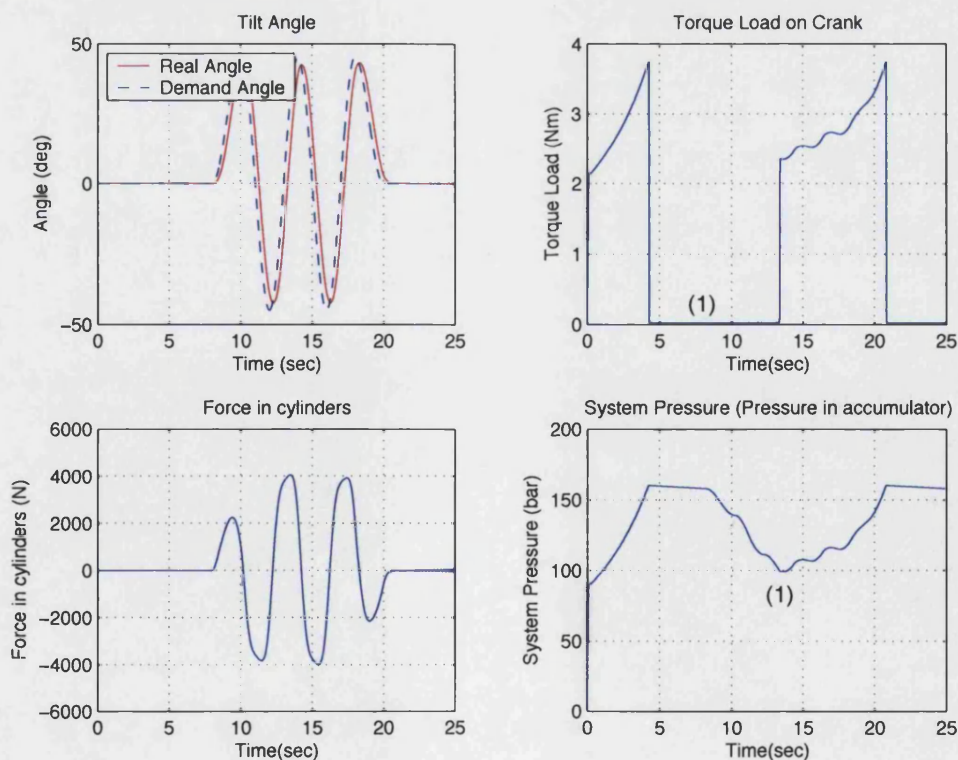 Tilt Angle
50
0
−50
Angle (deg)
Real Angle
Demand Angle
0 5 10 15 20 25
Time (sec)
Torque Load on Crank
4
3
2
1
0
Torque Load (Nm)
(1)
0 5 10 15 20 25
Time(sec)
Force in cylinders
6000
4000
2000
0
−2000
−4000
−6000
Force in cylinders (N)
0 5 10 15 20 25
Time(sec)
System Pressure (Pressure in accumulator)
200
150
100
50
0
System Pressure (bar)
(1)
0 5 10 15 20 25
Time(sec)